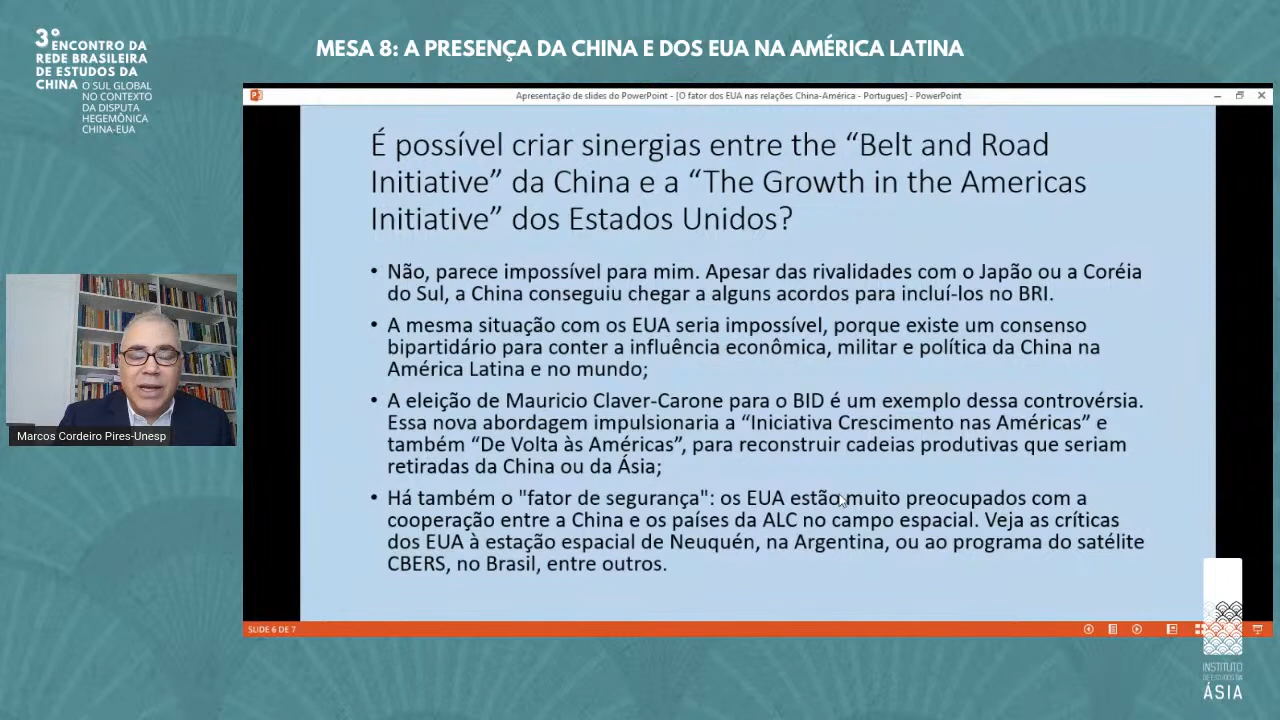 3º ENCONTRO DA
REDE BRASILEIRA
DE ESTUDOS DA
CHINA O SUL GLOBAL
NO CONTEXTO
DA DISPUTA
HEGEMÔNICA
CHINA-EUA
MESA 8: A PRESENÇA DA CHINA E DOS EUA NA AMÉRICA LATINA
Apresentação de slides do PowerPoint - [O fator dos EUA nas relações China-América - Portugues] - PowerPoint
É possível criar sinergias entre the “Belt and Road
Initiative” da China e a “The Growth in the Americas
Initiative” dos Estados Unidos?
• Não, parece impossível para mim. Apesar das rivalidades com o Japão ou a Coréia
do Sul, a China conseguiu chegar a alguns acordos para incluí-los no BRI.
• A mesma situação com os EUA seria impossível, porque existe um consenso
bipartidário para conter a influência econômica, militar e política da China na
América Latina e no mundo;
• A eleição de Mauricio Claver-Carone para o BID é um exemplo dessa controvérsia.
Essa nova abordagem impulsionaria a “Iniciativa Crescimento nas Américas” e
também “De Volta às Américas”, para reconstruir cadeias produtivas que seriam
retiradas da China ou da Ásia;
• Há também o "fator de segurança": os EUA estão muito preocupados com a
cooperação entre a China e os países da ALC no campo espacial. Veja as críticas
dos EUA à estação espacial de Neuquén, na Argentina, ou ao programa do satélite
CBERS, no Brasil, entre outros.
Marcos Cordeiro Pires-Unesp
SLIDE 6 DE 7
INSTITUTO
DE ESTUDOS DA
ÁSIA